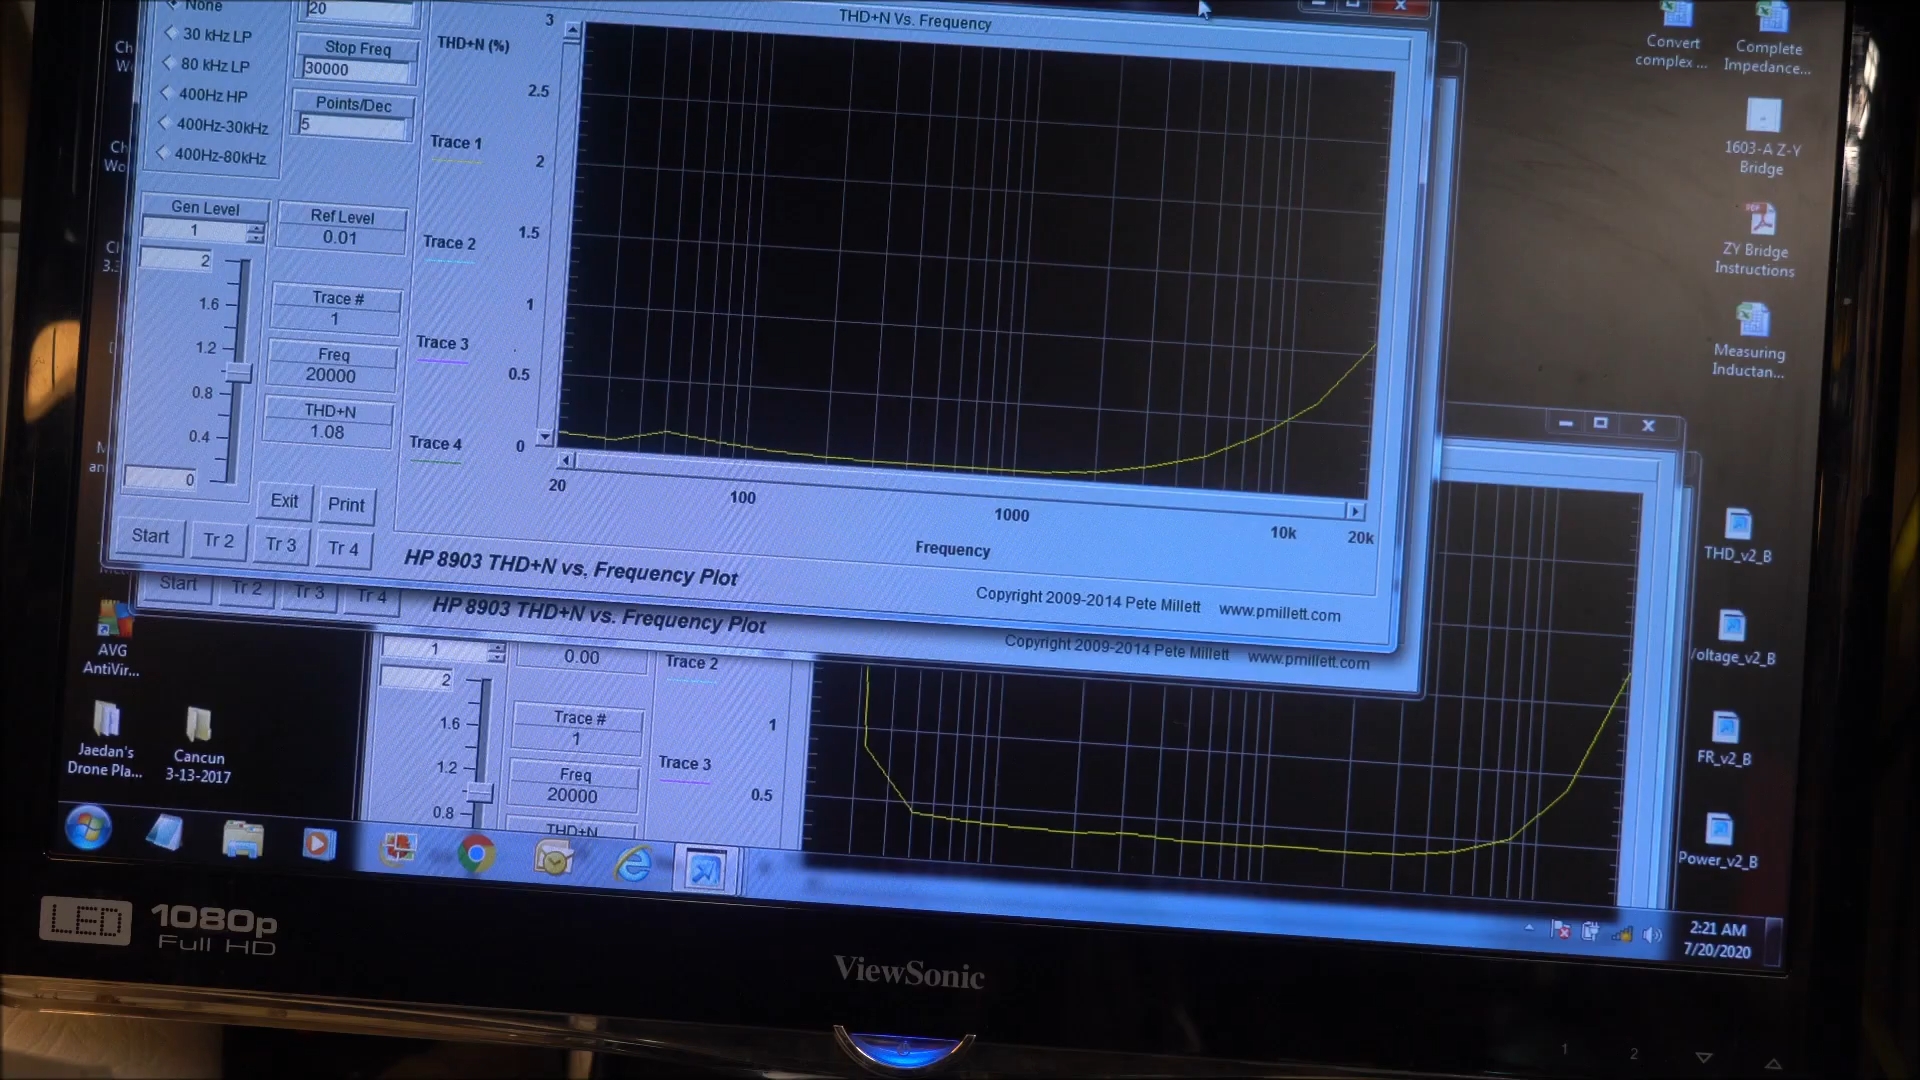 None
20
30 kHz LP
Stop Freq
30000
80 kHz LP
400Hz HP
Points/Dec
5
400Hz-30kHz
400Hz-80kHz
Gen Level
1
2
1.6
1.2
0.8
0.4
0
Ref Level
0.01
Trace #
1
Freq
20000
THD+N
1.08
Exit
Print
Start
Tr 2
Tr 3
Tr 4
THD+N Vs. Frequency
THD+N (%)
Trace 1
Trace 2
Trace 3
Trace 4
3
2.5
2
1.5
1
0.5
0
20
100
1000
10k
20k
Frequency
HP 8903 THD+N vs. Frequency Plot
Copyright 2009-2014 Pete Millett
www.pmillett.com
Start
Tr 2
Tr 3
Tr 4
HP 8903 THD+N vs. Frequency Plot
Copyright 2009-2014 Pete Millett
www.pmillett.com
1
2
1.6
1.2
0.8
0.00
Trace #
1
Freq
20000
THD+N
Trace 2
Trace 3
1
0.5
Convert
complex ...
Complete
Impedance...
1603-A Z-Y
Bridge
ZY Bridge
Instructions
Measuring
Inductan...
THD_v2_B
/oltage_v2_B
FR_v2_B
Power_v2_B
AVG
AntiVir...
Jaedan's
Drone Pla...
Cancun
3-13-2017
2:21 AM
7/20/2020
LED
1080p
Full HD
ViewSonic
1
2